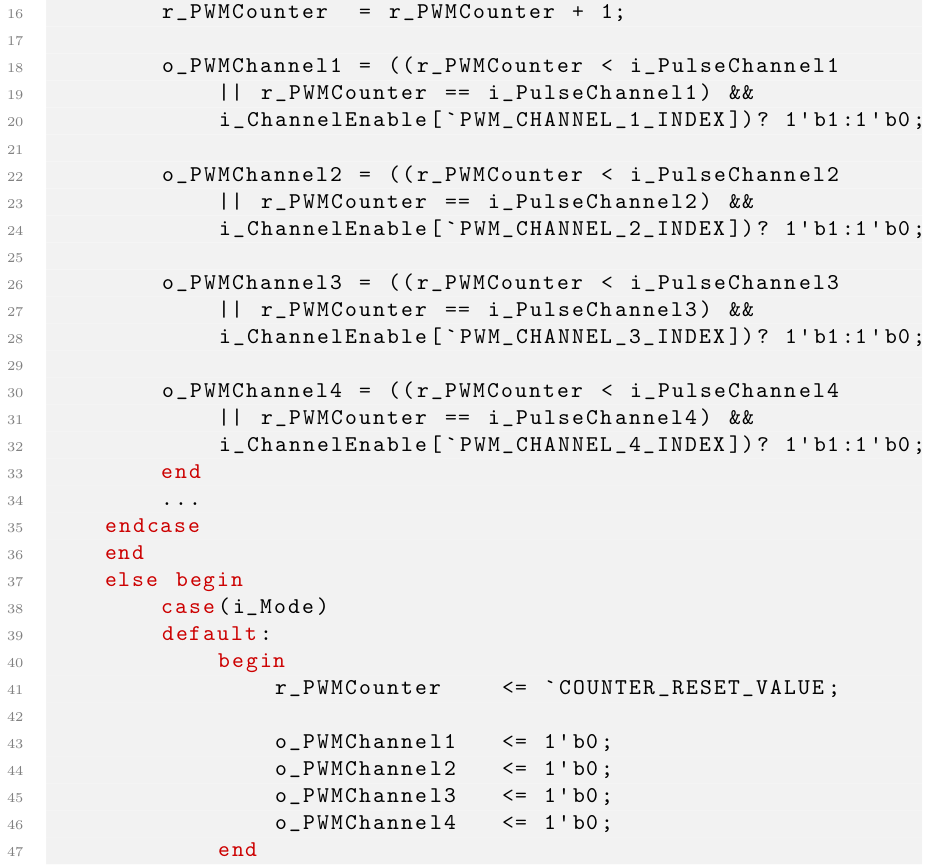 16 r_PWMCounter  = r_PWMCounter + 1;
17
18 o_PWMChannel1 = ((r_PWMCounter < i_PulseChannel1
19     || r_PWMCounter == i_PulseChannel1) &&
20     i_ChannelEnable[`PWM_CHANNEL_1_INDEX])? 1'b1:1'b0;
21
22 o_PWMChannel2 = ((r_PWMCounter < i_PulseChannel2
23     || r_PWMCounter == i_PulseChannel2) &&
24     i_ChannelEnable[`PWM_CHANNEL_2_INDEX])? 1'b1:1'b0;
25
26 o_PWMChannel3 = ((r_PWMCounter < i_PulseChannel3
27     || r_PWMCounter == i_PulseChannel3) &&
28     i_ChannelEnable[`PWM_CHANNEL_3_INDEX])? 1'b1:1'b0;
29
30 o_PWMChannel4 = ((r_PWMCounter < i_PulseChannel4
31     || r_PWMCounter == i_PulseChannel4) &&
32     i_ChannelEnable[`PWM_CHANNEL_4_INDEX])? 1'b1:1'b0;
33 end
34 ...
35 endcase
36 end
37 else begin
38 case(i_Mode)
39 default:
40 begin
41 r_PWMCounter    <= `COUNTER_RESET_VALUE;
42
43 o_PWMChannel1   <= 1'b0;
44 o_PWMChannel2   <= 1'b0;
45 o_PWMChannel3   <= 1'b0;
46 o_PWMChannel4   <= 1'b0;
47 end